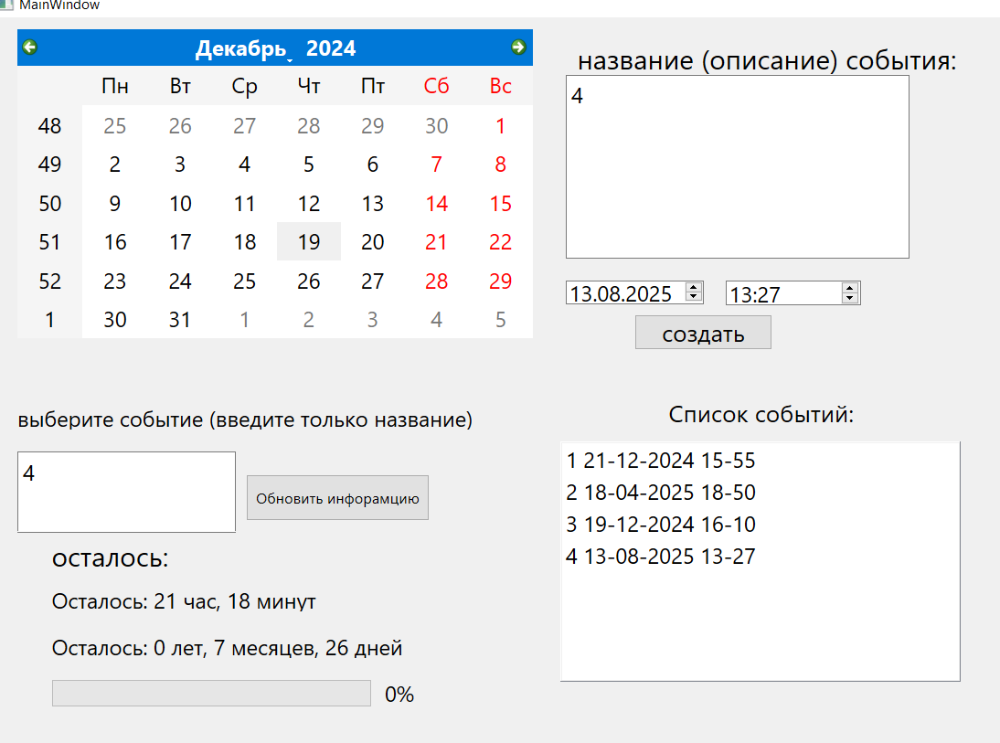 MainWindow
Декабрь 2024
Пн Вт Ср Чт Пт Сб Вс
48 25 26 27 28 29 30 1
49 2 3 4 5 6 7 8
50 9 10 11 12 13 14 15
51 16 17 18 19 20 21 22
52 23 24 25 26 27 28 29
1 30 31 1 2 3 4 5
название (описание) события:
4
13.08.2025 13:27
создать
выберите событие (введите только название)
4
Обновить инфорамцию
осталось:
Осталось: 21 час, 18 минут
Осталось: 0 лет, 7 месяцев, 26 дней
0%
Список событий:
1 21-12-2024 15-55
2 18-04-2025 18-50
3 19-12-2024 16-10
4 13-08-2025 13-27